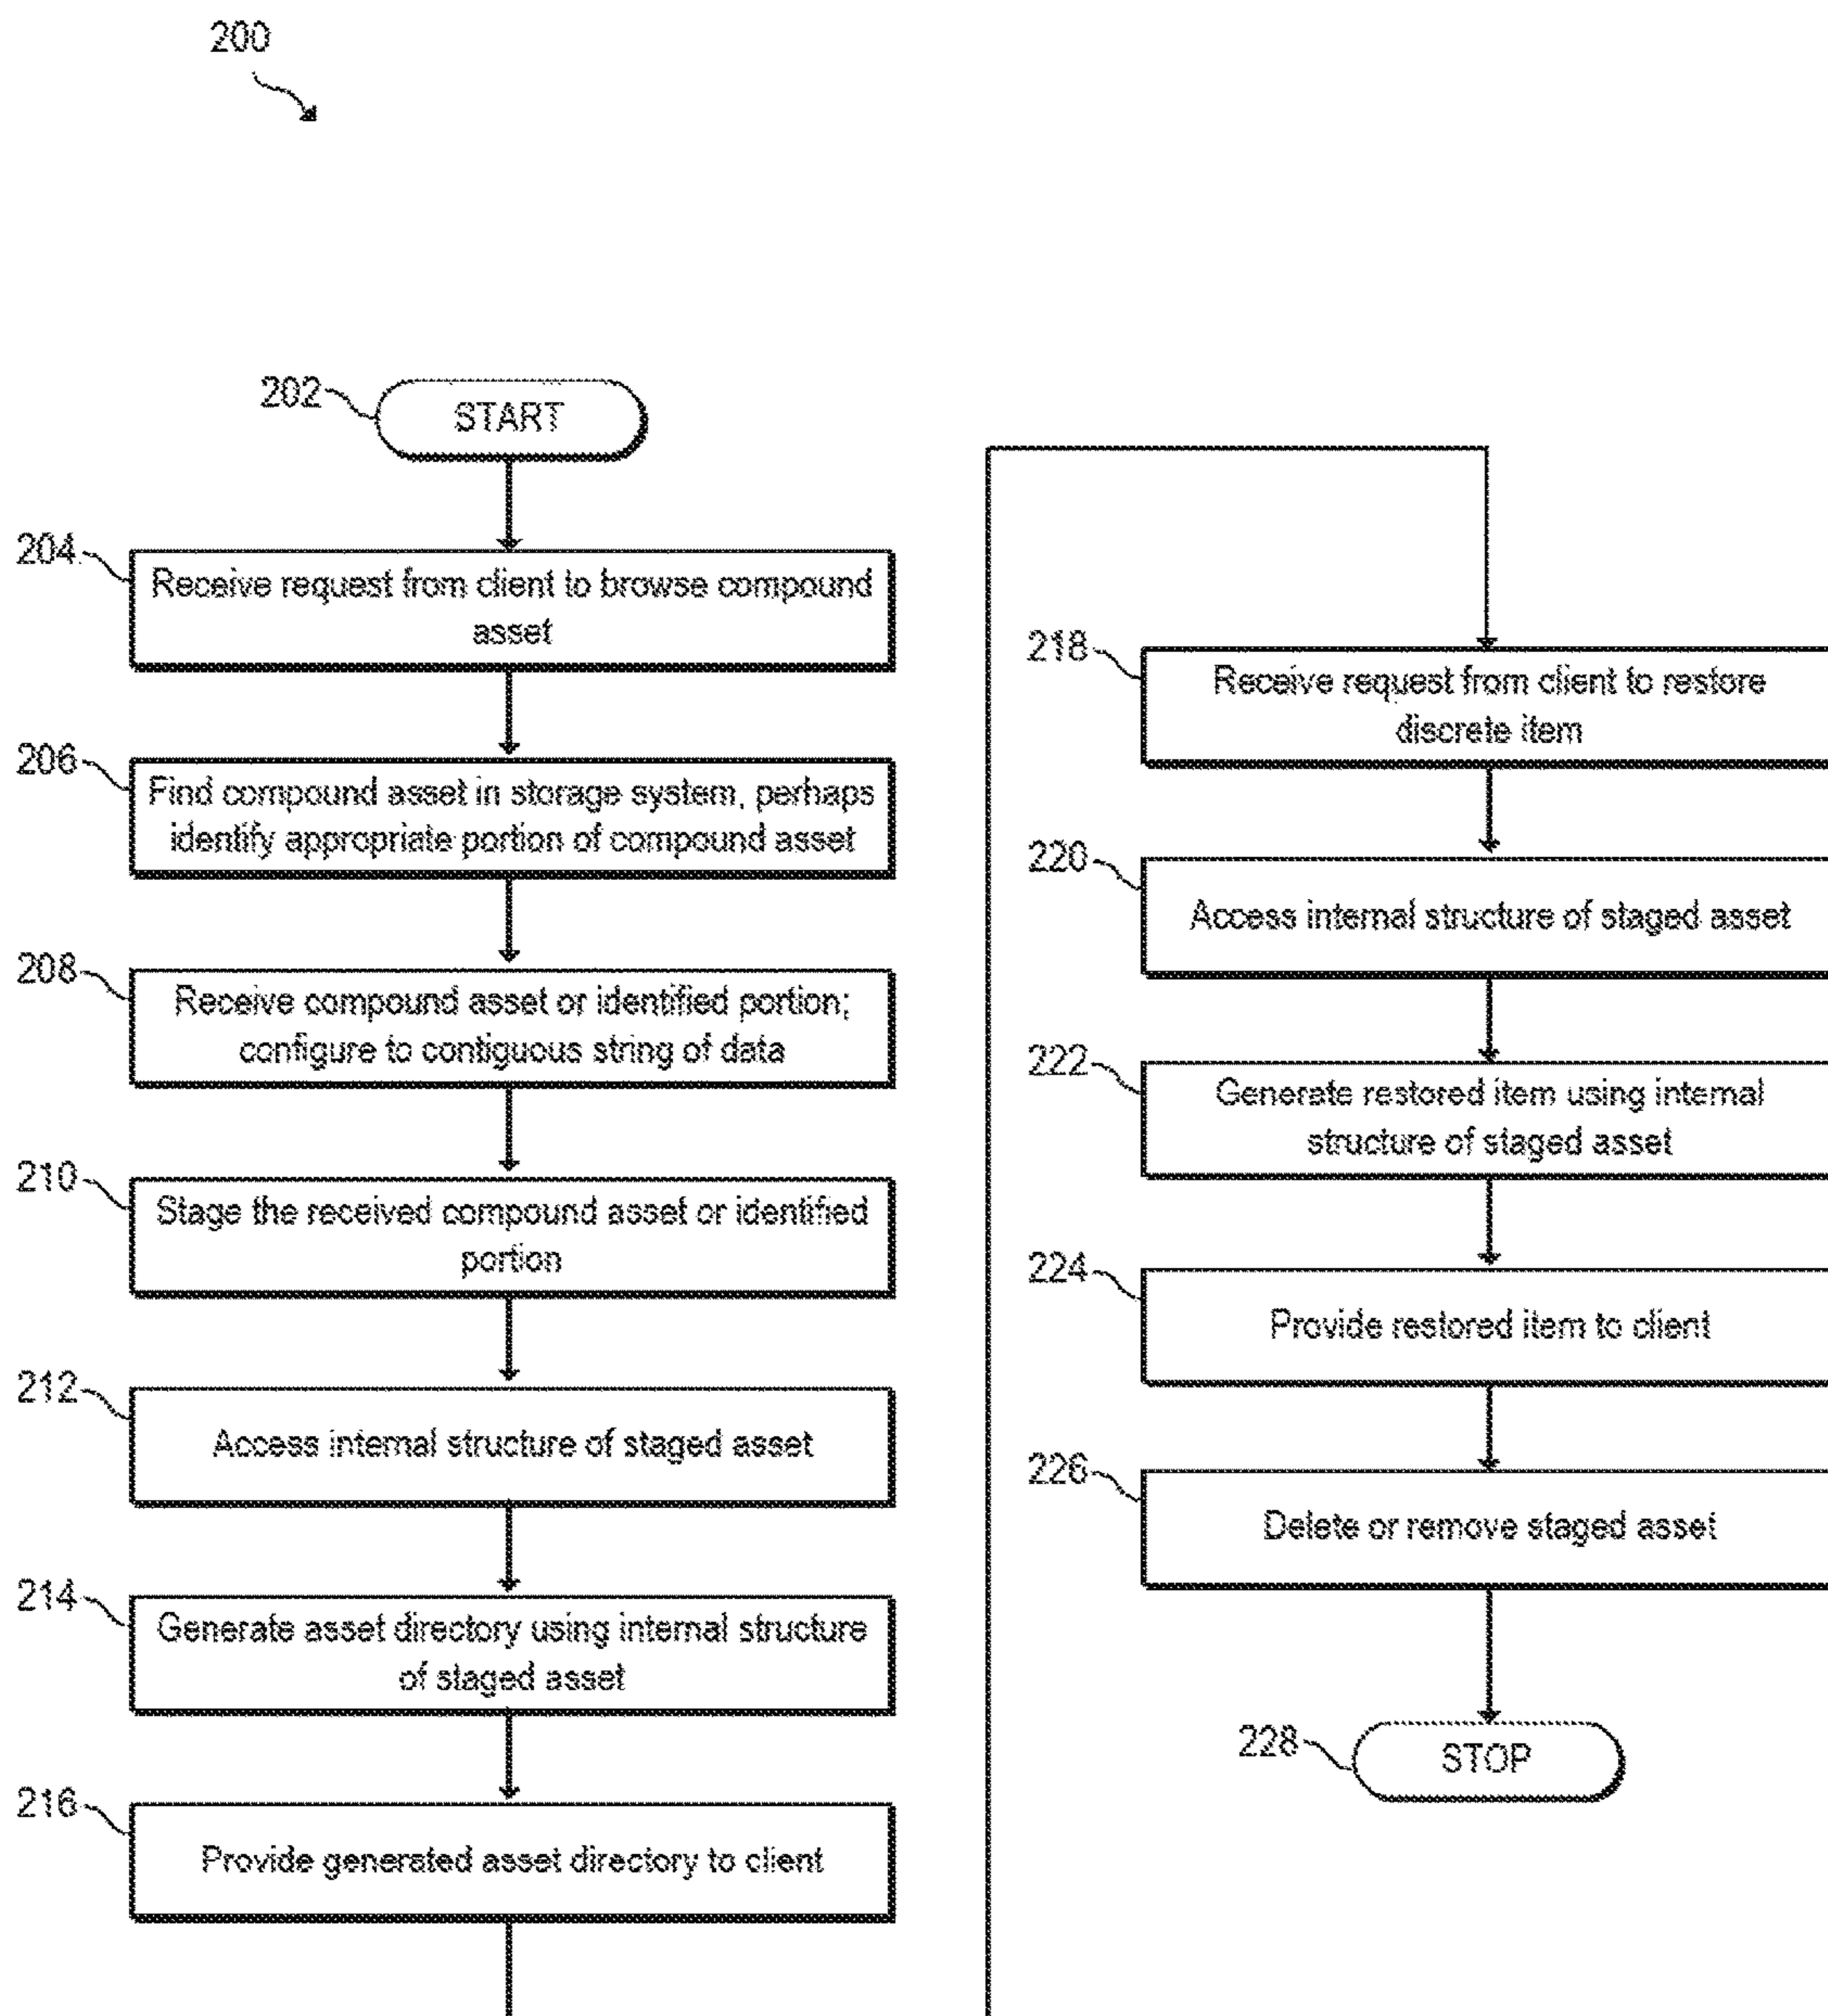 200
202
START
204
Receive request from client to browse compound
asset
206
Find compound asset in storage system, perhaps
identify appropriate portion of compound asset
208
Receive compound asset or identified portion;
configure to contiguous string of data
210
Stage the received compound asset or identified
portion
212
Access internal structure of staged asset
214
Generate asset directory using internal structure
of staged asset
216
Provide generated asset directory to client
218
Receive request from client to restore
discrete item
220
Access internal structure of staged asset
222
Generate restored item using internal
structure of staged asset
224
Provide restored item to client
226
Delete or remove staged asset
228
STOP